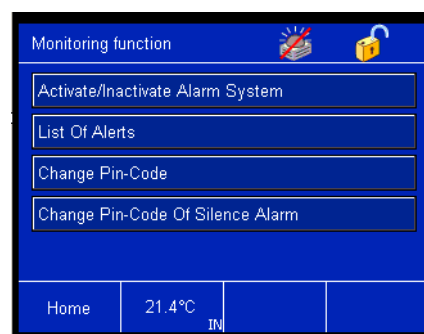 Monitoring function
Activate/Inactivate Alarm System
List Of Alerts
Change Pin-Code
Change Pin-Code Of Silence Alarm
Home
21.4°C
IN